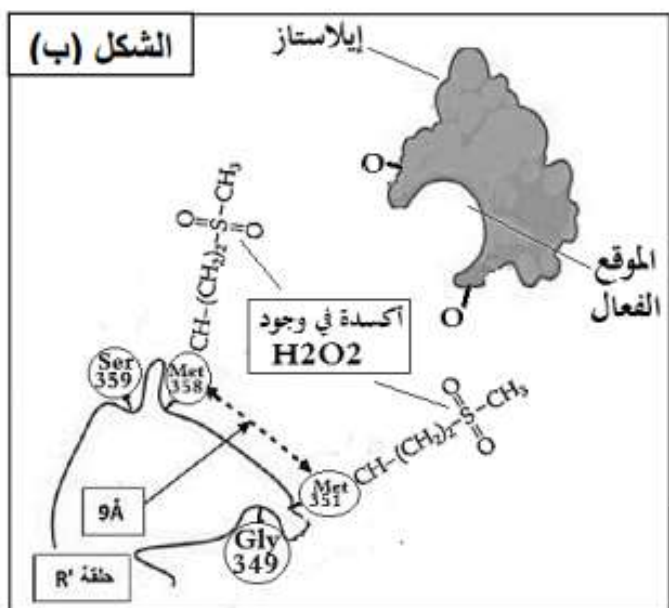 الشكل (ب)
إيلاستاز
O
الموقع
الفعال
O
CH3
O=S=O
CH–(CH2)2–S–CH3
أكسدة في وجود
H2O2
Ser
359
Met
358
O
O
CH–(CH2)2–S–CH3
Met
351
9Å
Gly
349
حلقة R'